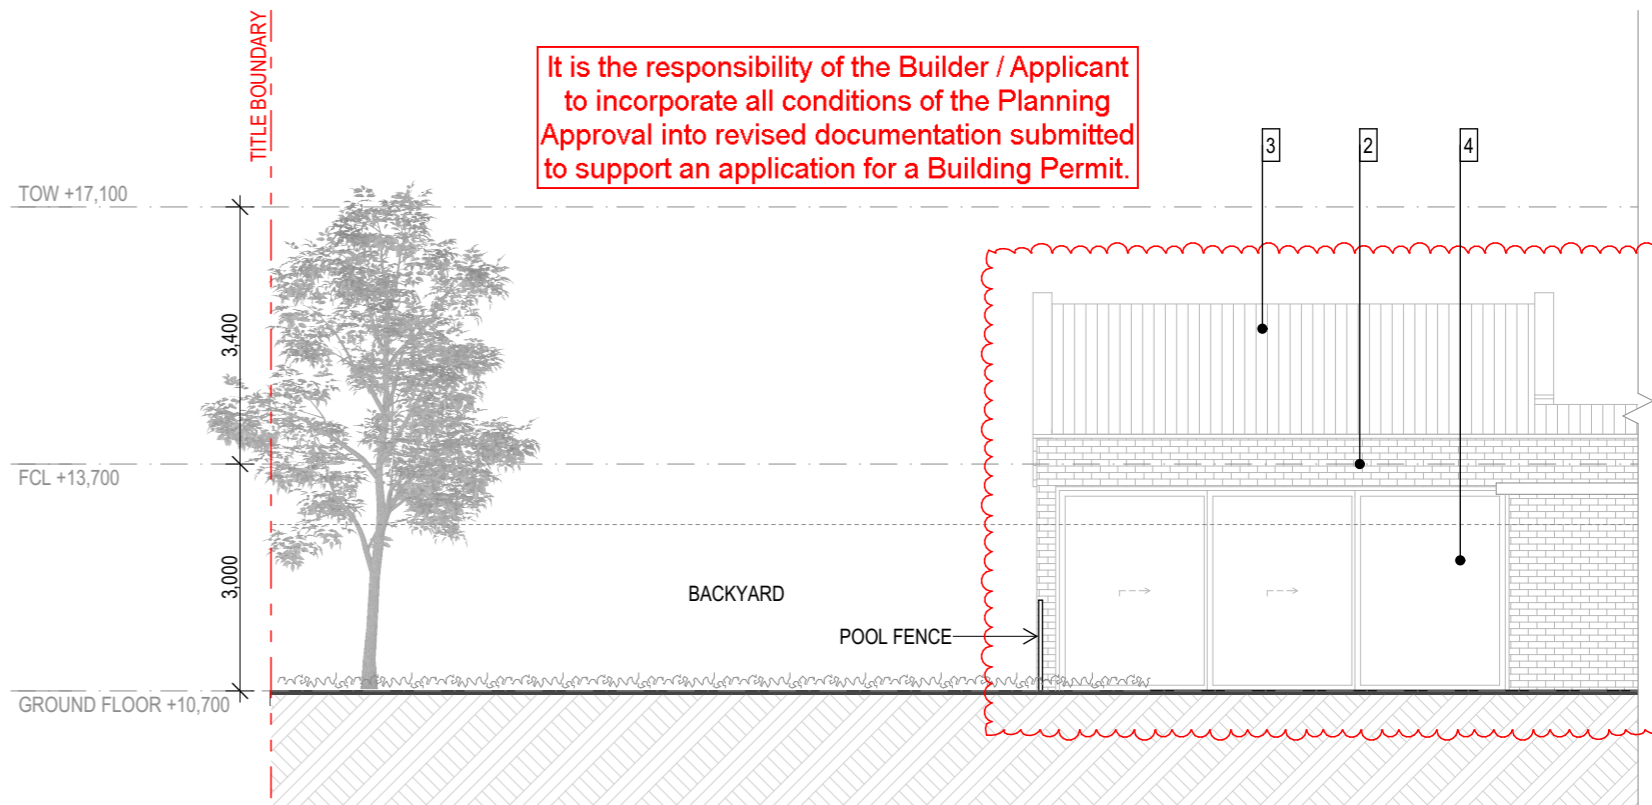 TITLE BOUNDARY
It is the responsibility of the Builder / Applicant
to incorporate all conditions of the Planning
Approval into revised documentation submitted
to support an application for a Building Permit.
3
2
4
TOW +17,100
3,400
FCL +13,700
3,000
BACKYARD
POOL FENCE
GROUND FLOOR +10,700